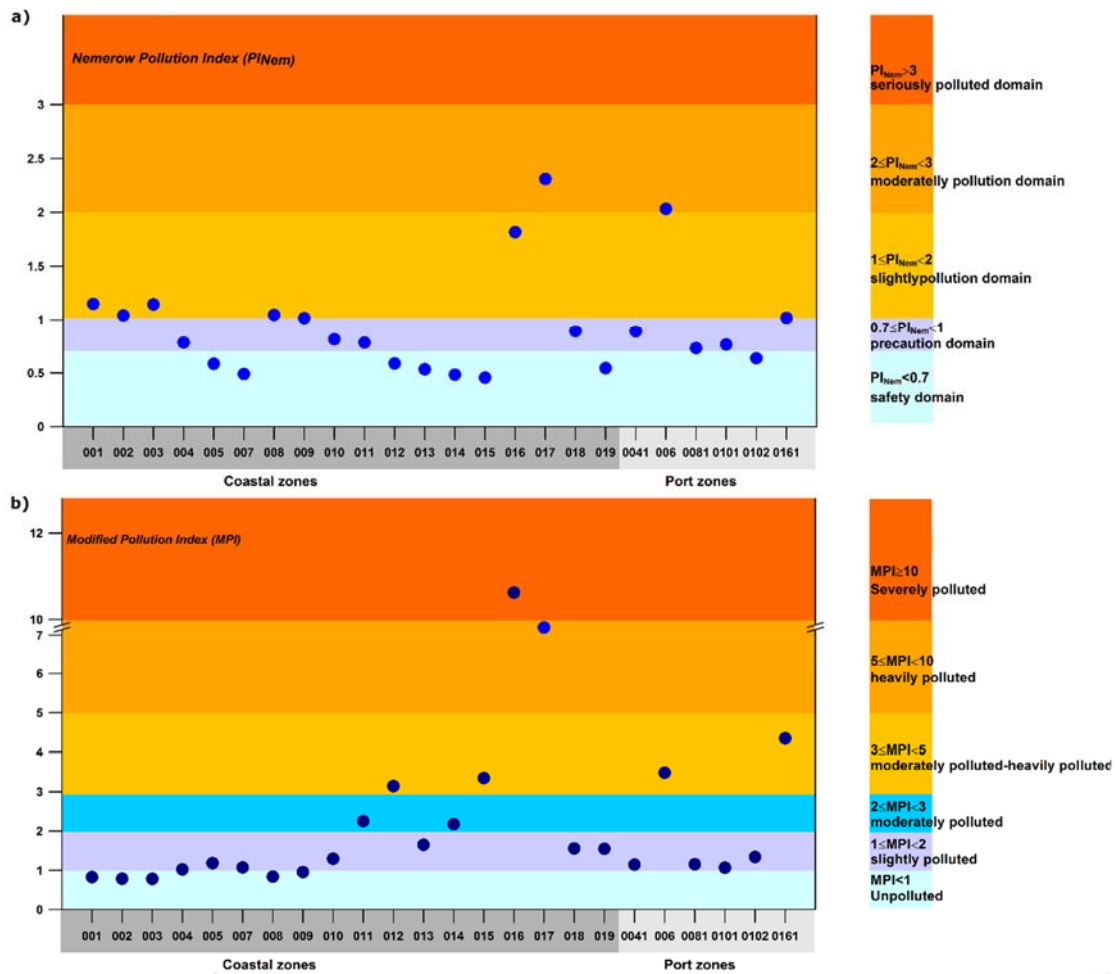 a)
Nemerow Pollution Index (PINem)
3
2.5
2
1.5
1
0.5
0
001 002 003 004 005 007 008 009 010 011 012 013 014 015 016 017 018 019 0041 006 0081 0101 0102 0161
Coastal zones Port zones
PINem>3
seriously polluted domain
2≤PINem<3
moderatelly pollution domain
1≤PINem<2
slightlypollution domain
0.7≤PINem<1
precaution domain
PINem<0.7
safety domain
b)
Modified Pollution Index (MPI)
12
10
7
6
5
4
3
2
1
0
001 002 003 004 005 007 008 009 010 011 012 013 014 015 016 017 018 019 0041 006 0081 0101 0102 0161
Coastal zones Port zones
MPI≥10
Severely polluted
5≤MPI<10
heavily polluted
3≤MPI<5
moderately polluted-heavily polluted
2≤MPI<3
moderately polluted
1≤MPI<2
slightly polluted
MPI<1
Unpolluted